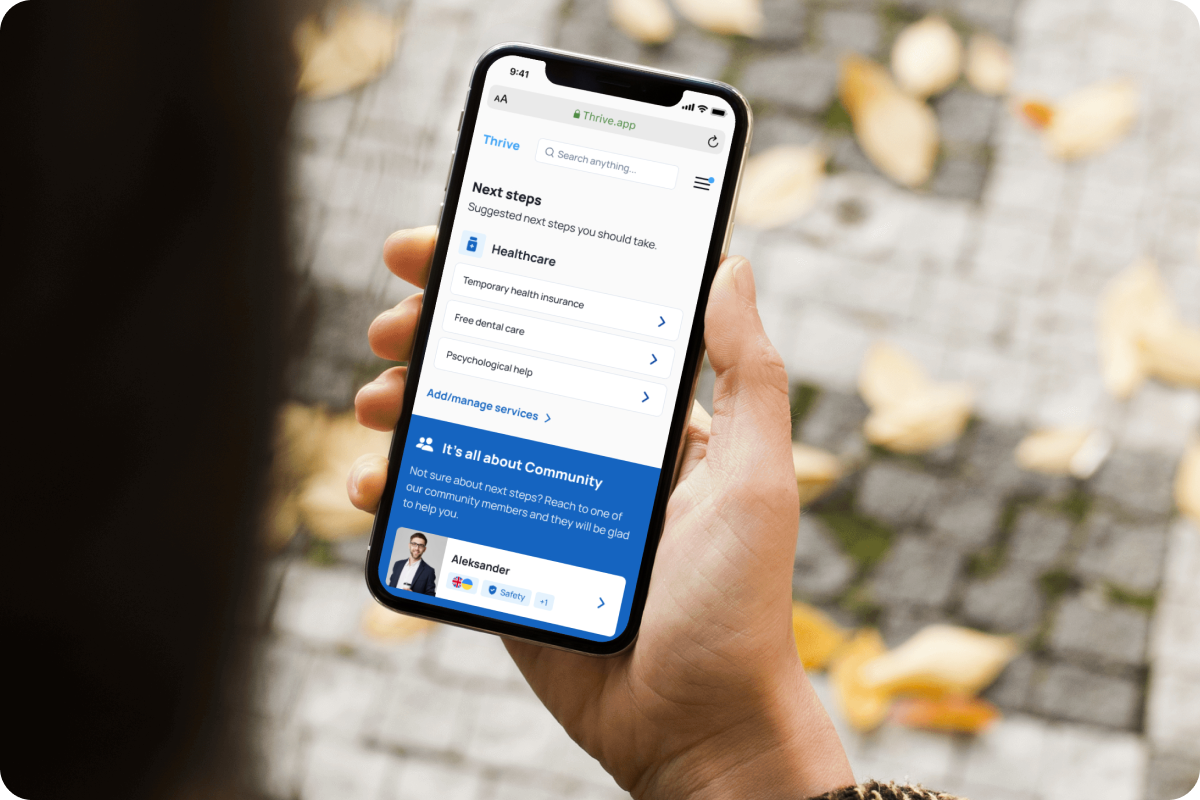 9:41
AA
Thrive.app
Thrive
Search anything...
Next steps
Suggested next steps you should take.
Healthcare
Temporary health insurance
Free dental care
Pscychological help
Add/manage services
It's all about Community
Not sure about next steps? Reach to one of
our community members and they will be glad
to help you.
Aleksander
Safety
+1